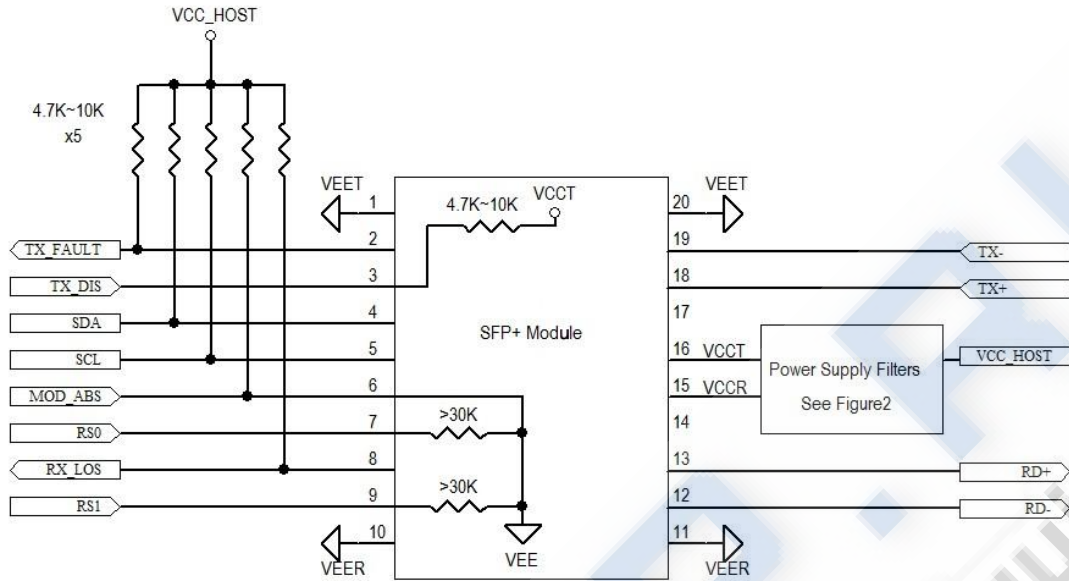 VCC_HOST
4.7K~10K
x5
VEET
1
TX_FAULT
2
TX_DIS
3
SDA
4
SCL
5
MOD_ABS
6
RS0
7
RX_LOS
8
RS1
9
10
VEER
4.7K~10K
VCCT
SFP+ Module
>30K
>30K
VEE
VEET
20
19
TX-
18
TX+
17
16
VCCT
15
VCCR
Power Supply Filters
See Figure2
VCC_HOST
14
13
RD+
12
RD-
11
VEER